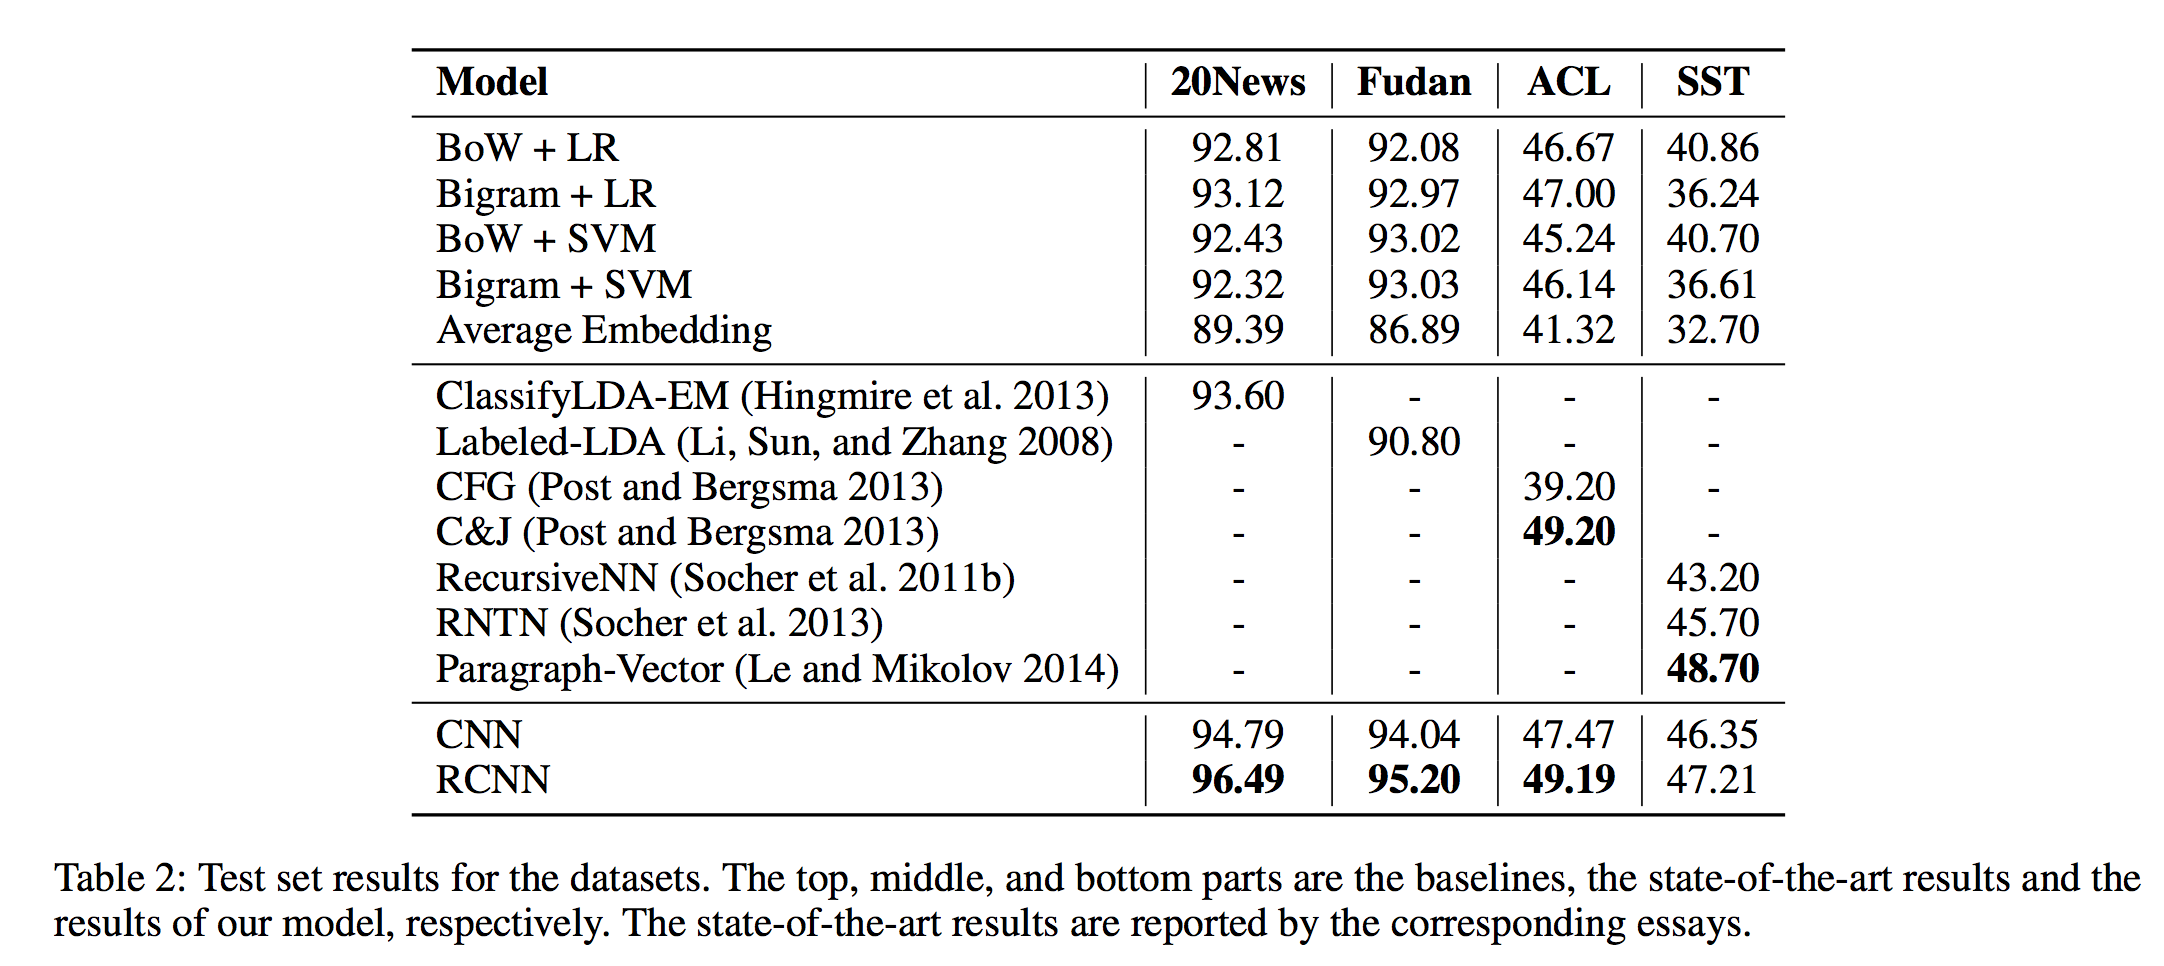 Model 20News Fudan ACL SST
BoW + LR 92.81 92.08 46.67 40.86
Bigram + LR 93.12 92.97 47.00 36.24
BoW + SVM 92.43 93.02 45.24 40.70
Bigram + SVM 92.32 93.03 46.14 36.61
Average Embedding 89.39 86.89 41.32 32.70
ClassifyLDA-EM (Hingmire et al. 2013) 93.60 - - -
Labeled-LDA (Li, Sun, and Zhang 2008) - 90.80 - -
CFG (Post and Bergsma 2013) - - 39.20 -
C&J (Post and Bergsma 2013) - - 49.20 -
RecursiveNN (Socher et al. 2011b) - - - 43.20
RNTN (Socher et al. 2013) - - - 45.70
Paragraph-Vector (Le and Mikolov 2014) - - - 48.70
CNN 94.79 94.04 47.47 46.35
RCNN 96.49 95.20 49.19 47.21
Table 2: Test set results for the datasets. The top, middle, and bottom parts are the baselines, the state-of-the-art results and the
results of our model, respectively. The state-of-the-art results are reported by the corresponding essays.